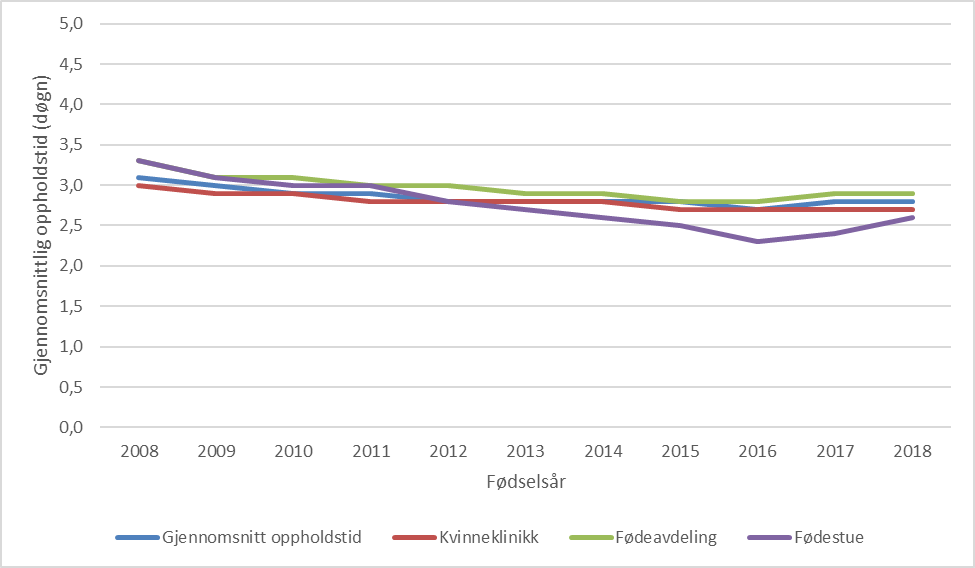 Gjennomsnittlig oppholdstid (døgn)
5,0
4,5
4,0
3,5
3,0
2,5
2,0
1,5
1,0
0,5
0,0
2008 2009 2010 2011 2012 2013 2014 2015 2016 2017 2018
Fødselsår
Gjennomsnitt oppholdstid Kvinneklinikk Fødeavdeling Fødestue